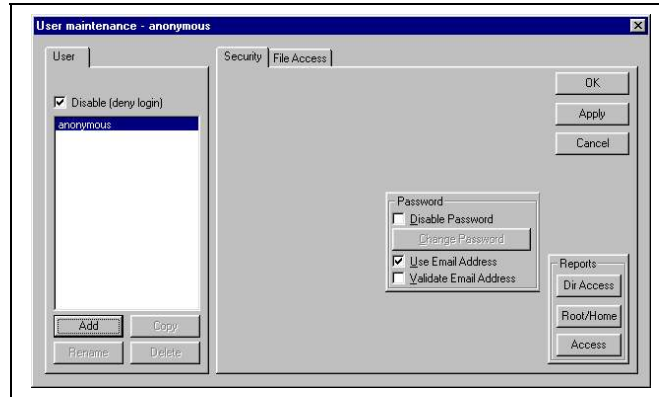 User maintenance - anonymous
User
Security
File Access
Disable (deny login)
anonymous
OK
Apply
Cancel
Password
Disable Password
Change Password
Use Email Address
Validate Email Address
Reports
Dir Access
Root/Home
Access
Add
Copy
Rename
Delete